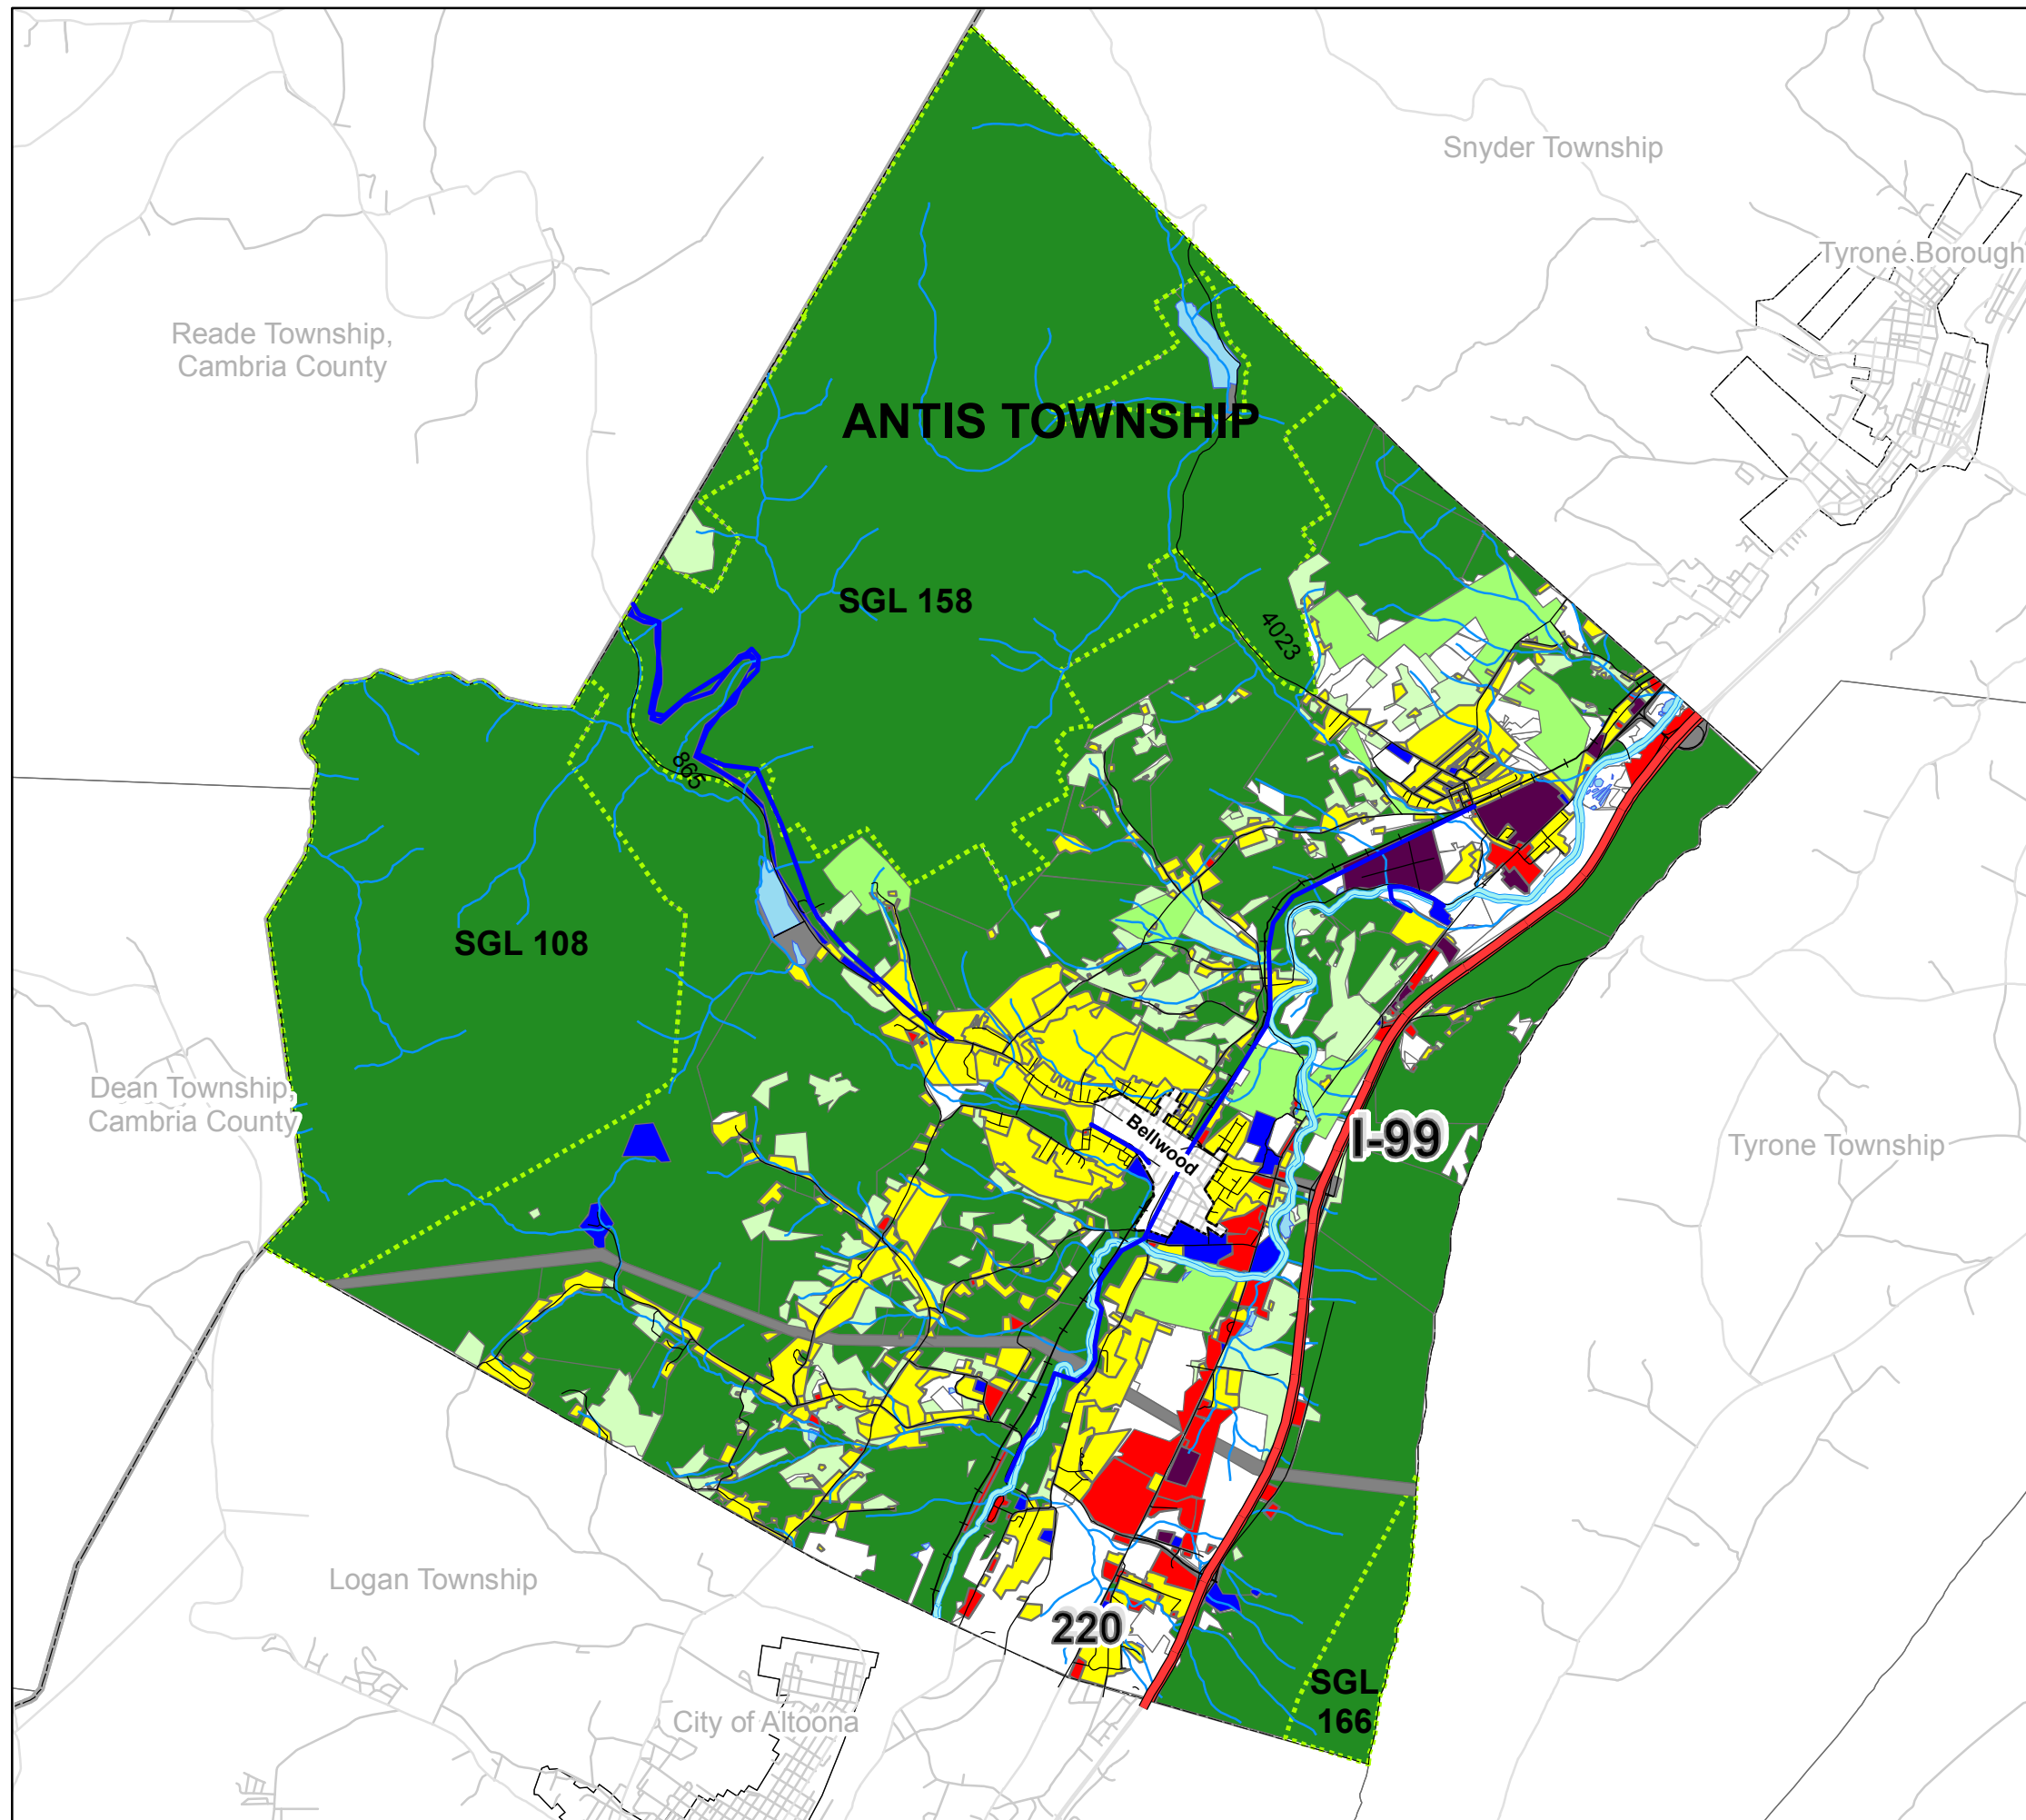 Snyder Township
Tyrone Borough
Reade Township,
Cambria County
ANTIS TOWNSHIP
SGL 158
4023
865
SGL 108
Dean Township,
Cambria County
Bellwood
I-99
Tyrone Township
Logan Township
220
SGL
166
City of Altoona